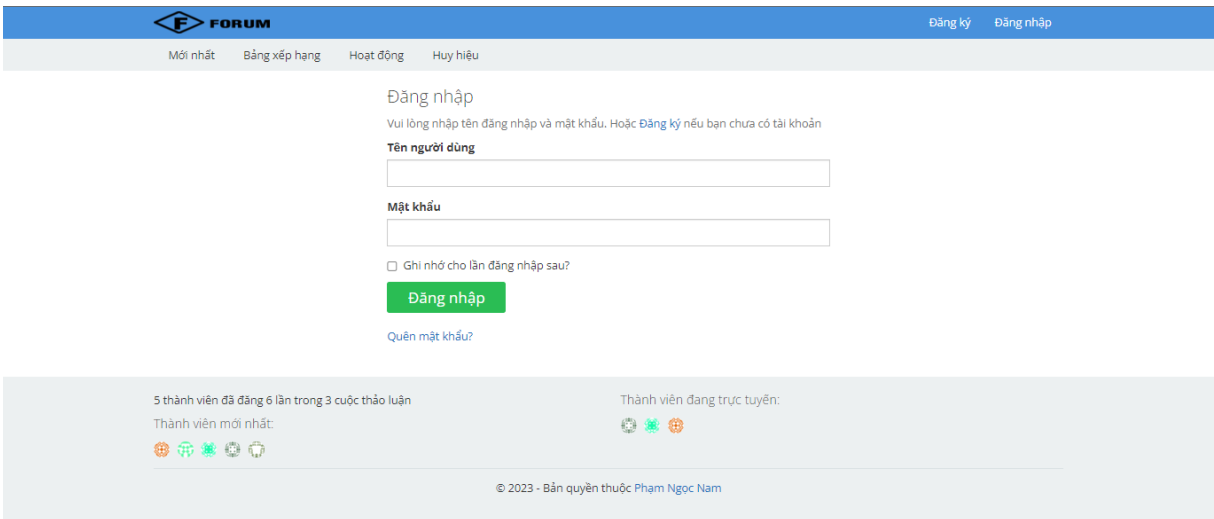 F FORUM
Đăng ký Đăng nhập
Mới nhất Bảng xếp hạng Hoạt động Huy hiệu
Đăng nhập
Vui lòng nhập tên đăng nhập và mật khẩu. Hoặc Đăng ký nếu bạn chưa có tài khoản
Tên người dùng
Mật khẩu
Ghi nhớ cho lần đăng nhập sau?
Đăng nhập
Quên mật khẩu?
5 thành viên đã đăng 6 lần trong 3 cuộc thảo luận
Thành viên mới nhất:
Thành viên đang trực tuyến:
© 2023 - Bản quyền thuộc Phạm Ngọc Nam